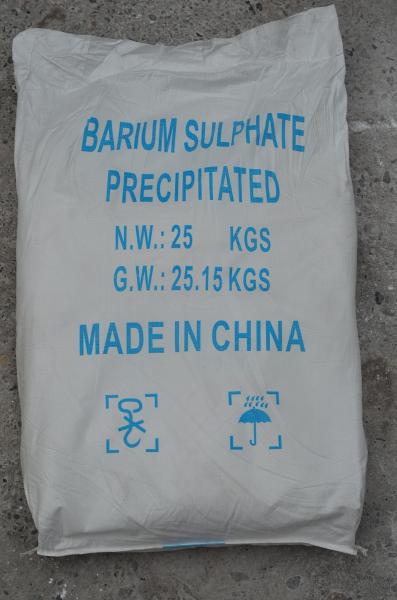 BARIUM SULPHATE
PRECIPITATED
N.W.: 25 KGS
G.W.: 25.15 KGS
MADE IN CHINA